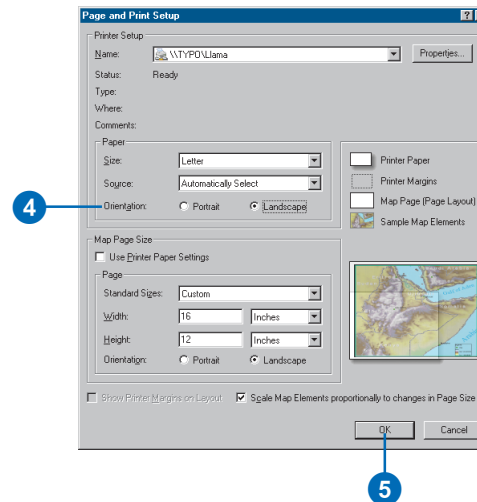 Page and Print Setup
Printer Setup
Name: \\TYPO\Llama Properties...
Status: Ready
Type:
Where:
Comments:
Paper
Size: Letter
Source: Automatically Select
4
Orientation: Portrait Landscape
Printer Paper
Printer Margins
Map Page (Page Layout)
Sample Map Elements
Map Page Size
Use Printer Paper Settings
Page
Standard Sizes: Custom
Width: 16 Inches
Height: 12 Inches
Orientation: Portrait Landscape
Show Printer Margins on Layout Scale Map Elements proportionally to changes in Page Size
OK Cancel
5